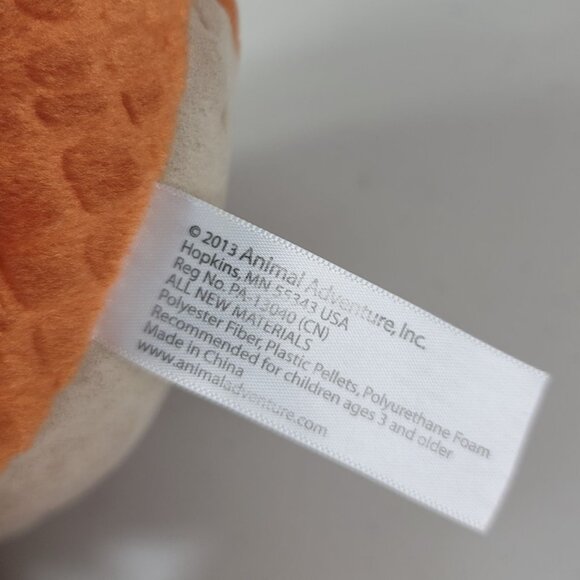 © 2013 Animal Adventure, Inc.
Hopkins, MN 55343 USA
Reg No. PA-15040 (CN)
ALL NEW MATERIALS
Polyester Fiber, Plastic Pellets, Polyurethane Foam
Recommended for children ages 3 and older
Made in China
www.animaladventure.com